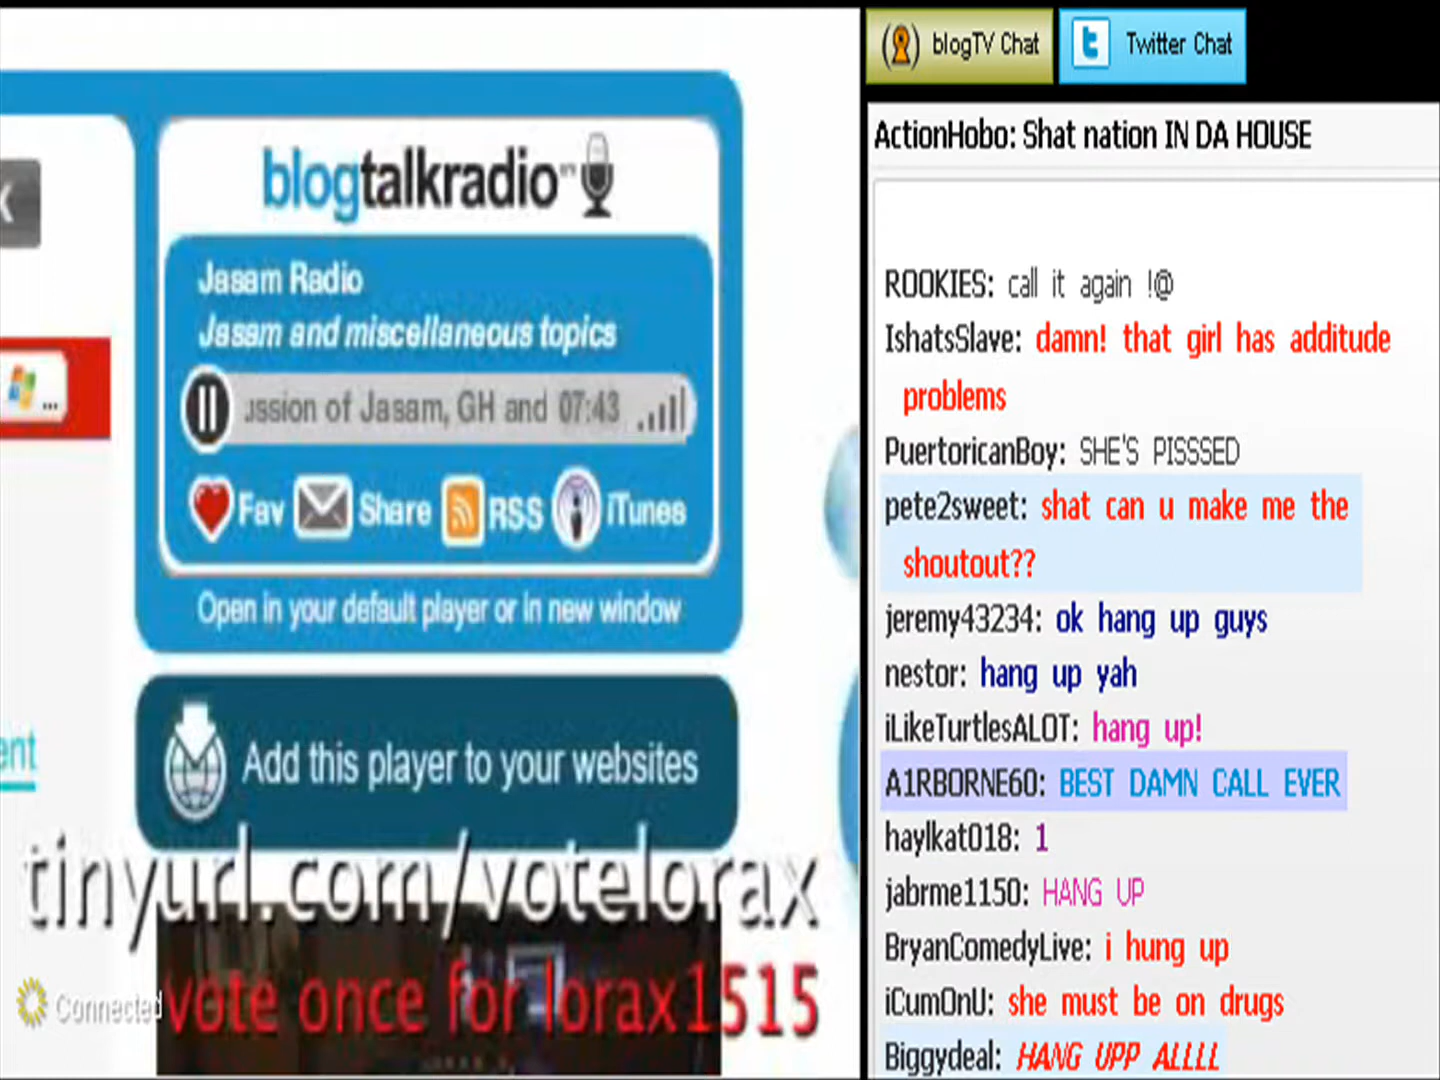 blogtalkradio
Jasam Radio
Jasam and miscellaneous topics
ussion of Jasam, GH and 07:43
Fav Share RSS iTunes
Open in your default player or in new window
Add this player to your websites
tinyurl.com/votelorax
Connected
vote once for lorax1515
blogTV Chat Twitter Chat
ActionHobo: Shat nation IN DA HOUSE
ROOKIES: call it again !@
IshatsSlave: damn! that girl has additude
problems
PuertoricanBoy: SHE'S PISSSED
pete2sweet: shat can u make me the
shoutout??
jeremy43234: ok hang up guys
nestor: hang up yah
iLikeTurtlesALOT: hang up!
A1RBORNE60: BEST DAMN CALL EVER
haylkat018: 1
jabrme1150: HANG UP
BryanComedyLive: i hung up
iCumOnU: she must be on drugs
Biggydeal: HANG UPP ALLLL